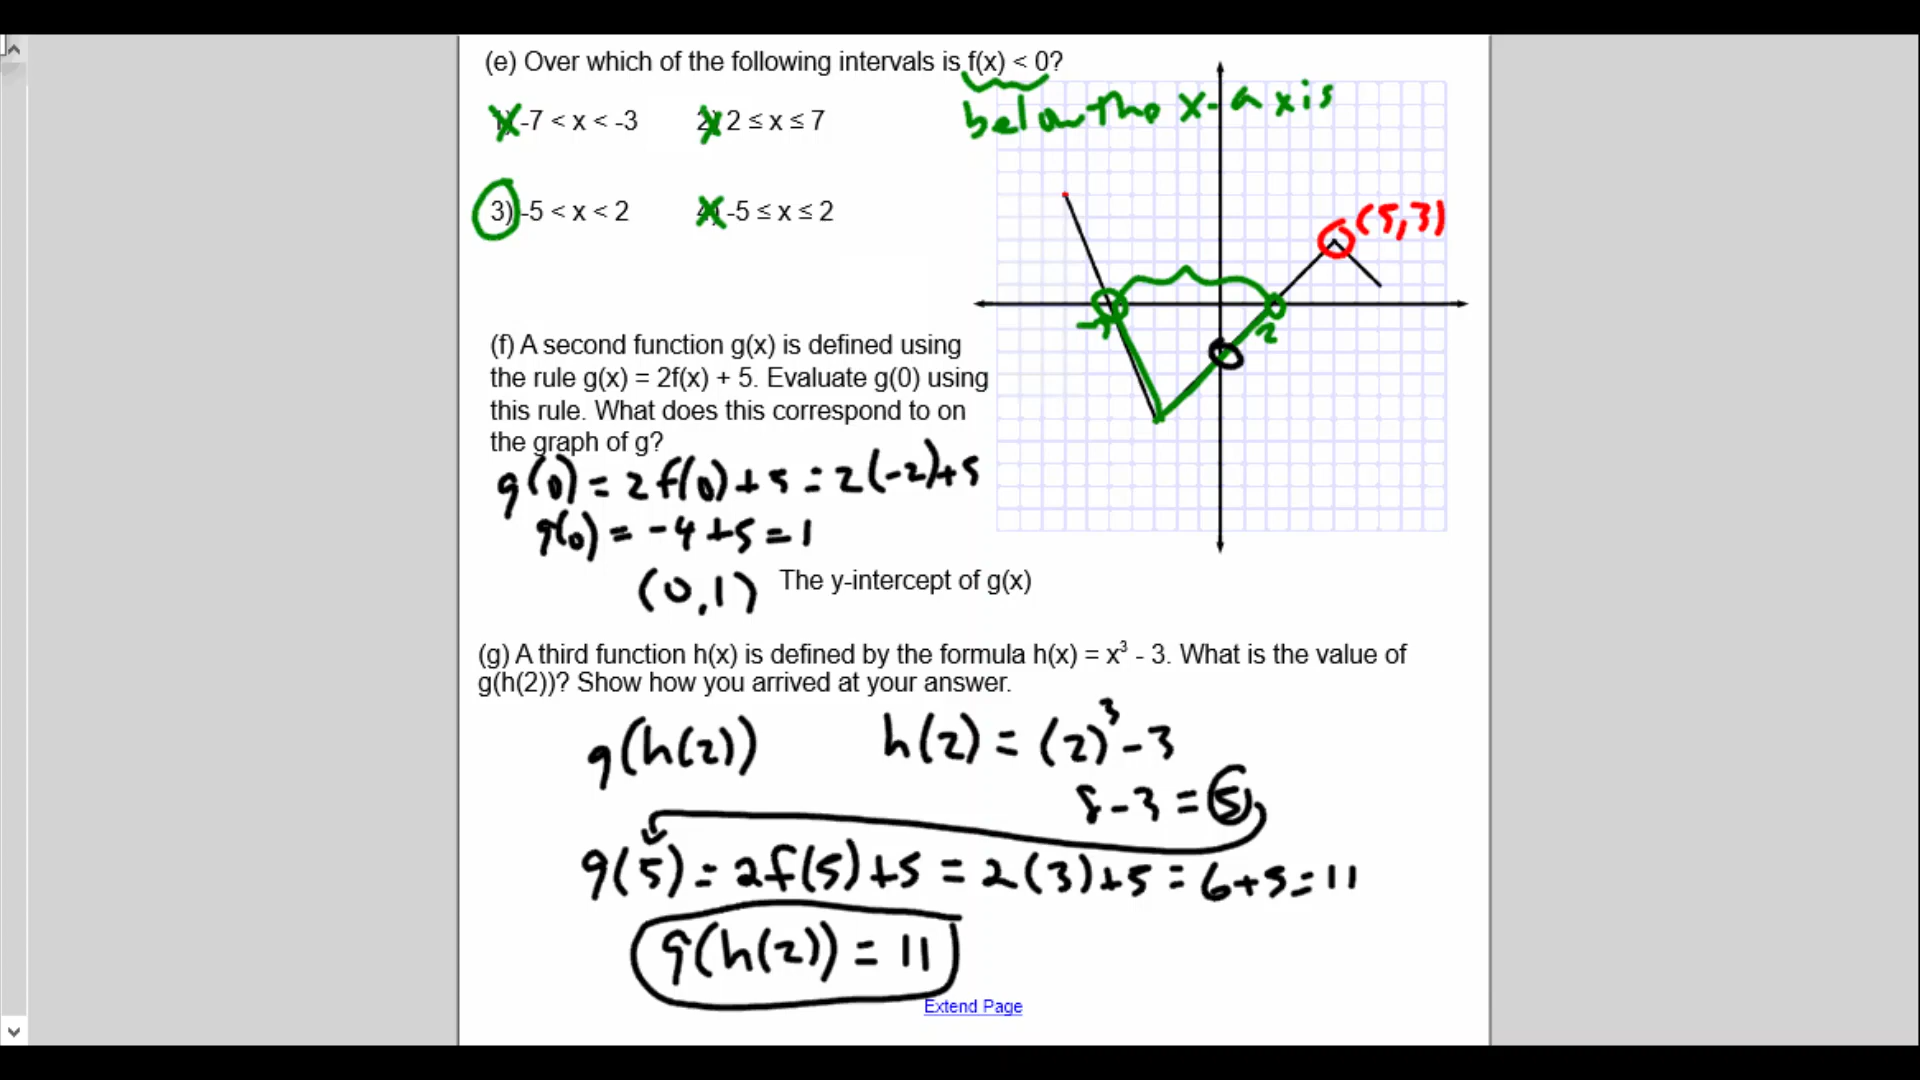 (e) Over which of the following intervals is f(x) < 0?
below the x-axis
1) -7 < x < -3 2) 2 ≤ x ≤ 7
3) -5 < x < 2 4) -5 ≤ x ≤ 2
(5,3)
2
(f) A second function g(x) is defined using
the rule g(x) = 2f(x) + 5. Evaluate g(0) using
this rule. What does this correspond to on
the graph of g?
g(0) = 2f(0)+5 = 2(-2)+5
g(0) = -4+5=1
(0,1) The y-intercept of g(x)
(g) A third function h(x) is defined by the formula h(x) = x³ - 3. What is the value of
g(h(2))? Show how you arrived at your answer.
g(h(2)) h(2) = (2)³-3
8-3 = 5
g(5) = 2f(5)+5 = 2(3)+5 = 6+5=11
g(h(2)) = 11
Extend Page